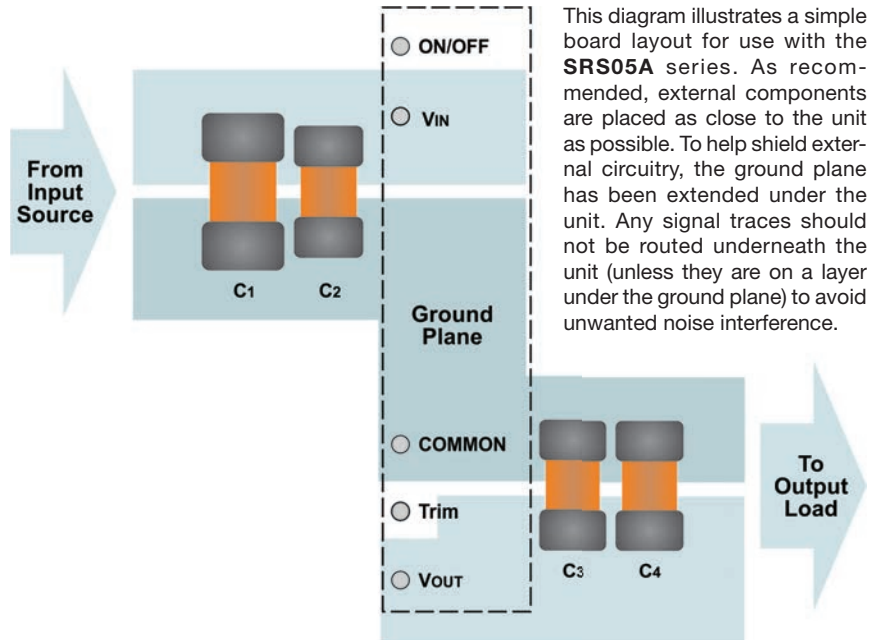 This diagram illustrates a simple
board layout for use with the
SRS05A series. As recom-
mended, external components
are placed as close to the unit
as possible. To help shield exter-
nal circuitry, the ground plane
has been extended under the
unit. Any signal traces should
not be routed underneath the
unit (unless they are on a layer
under the ground plane) to avoid
unwanted noise interference.
ON/OFF
VIN
From
Input
Source
C1
C2
Ground
Plane
COMMON
Trim
VOUT
C3
C4
To
Output
Load